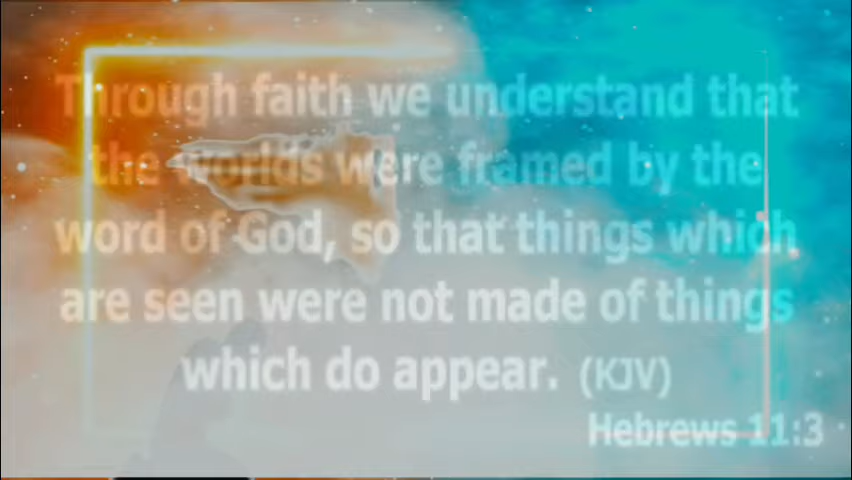 Through faith we understand that
the worlds were framed by the
word of God, so that things which
are seen were not made of things
which do appear. (KJV)
Hebrews 11:3